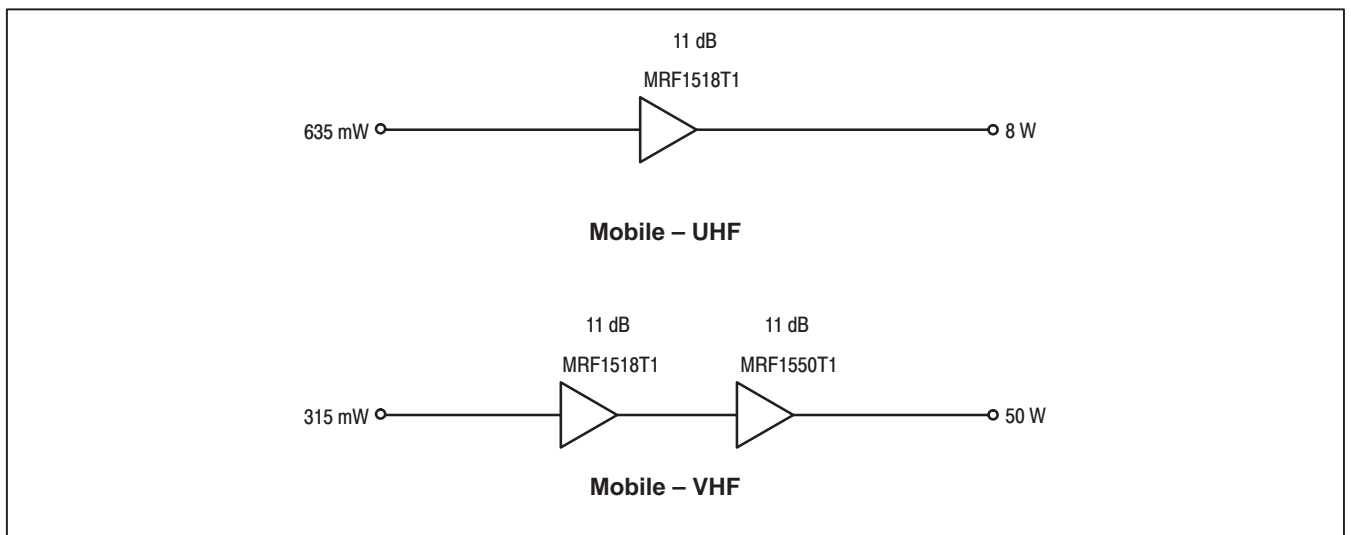 11 dB
MRF1518T1
635 mW
8 W
Mobile – UHF
11 dB
11 dB
MRF1518T1
MRF1550T1
315 mW
50 W
Mobile – VHF